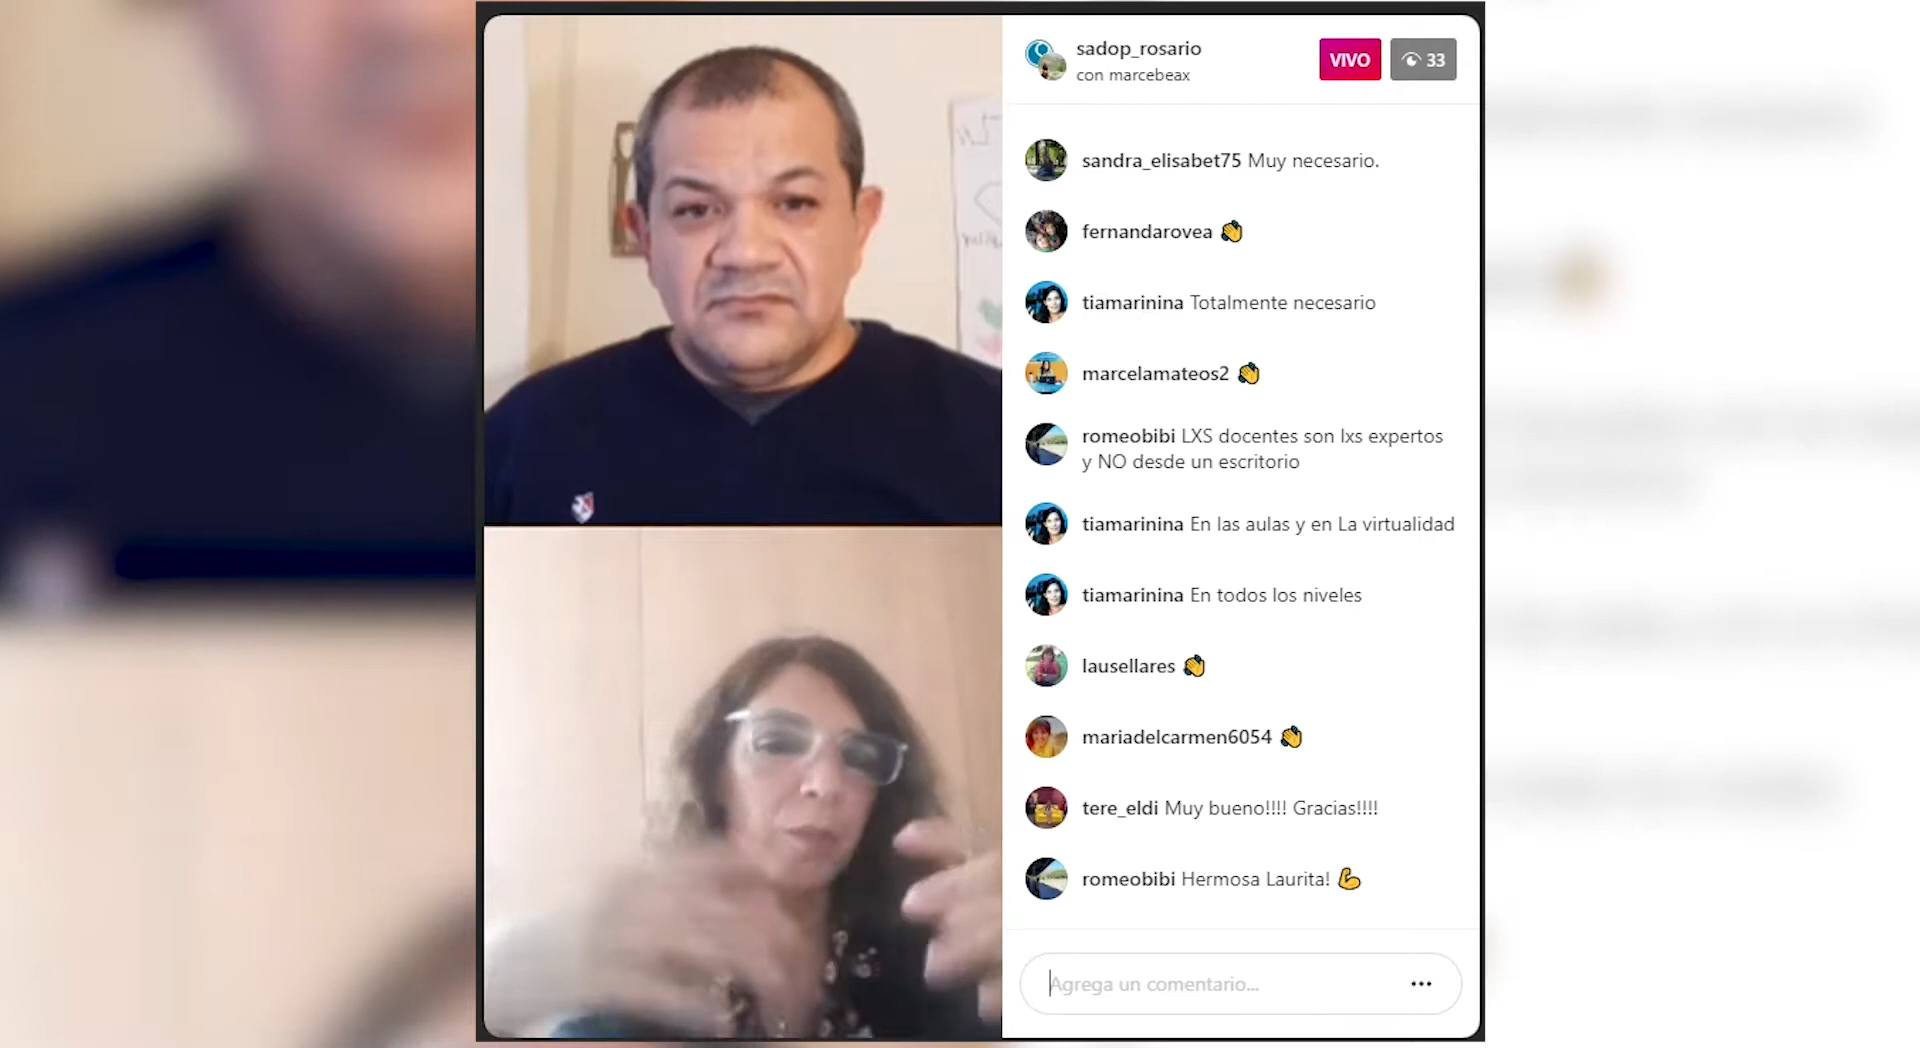 sadop_rosario
con marcebeax
VIVO
33
sandra_elisabet75 Muy necesario.
fernandarovea 👏
tiamarinina Totalmente necesario
marcelamateos2 👏
romeobibi LXS docentes son lxs expertos
y NO desde un escritorio
tiamarinina En las aulas y en La virtualidad
tiamarinina En todos los niveles
lausellares 👏
mariadelcarmen6054 👏
tere_eldi Muy bueno!!!! Gracias!!!!
romeobibi Hermosa Laurita! 💪
Agrega un comentario...